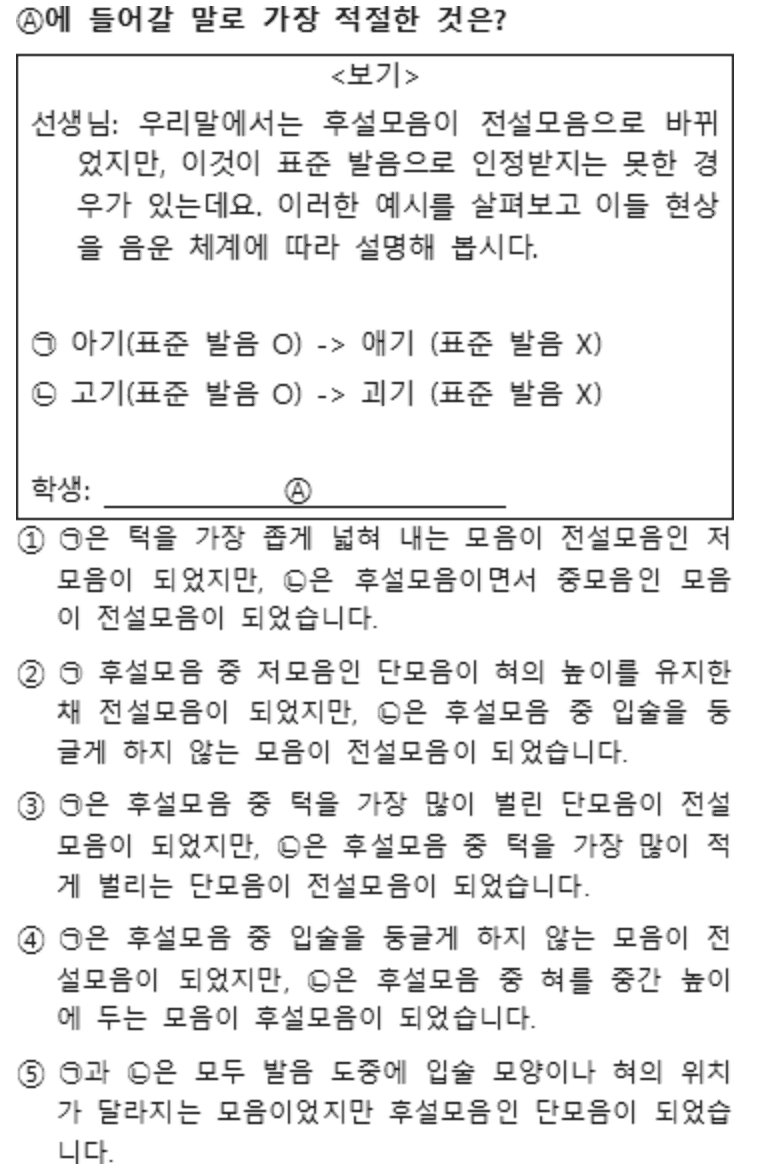 Ⓐ에 들어갈 말로 가장 적절한 것은?
<보기>
선생님: 우리말에서는 후설모음이 전설모음으로 바뀌
었지만, 이것이 표준 발음으로 인정받지는 못한 경
우가 있는데요. 이러한 예시를 살펴보고 이들 현상
을 음운 체계에 따라 설명해 봅시다.
㉠ 아기(표준 발음 O) -> 애기 (표준 발음 X)
㉡ 고기(표준 발음 O) -> 괴기 (표준 발음 X)
학생: Ⓐ
① ㉠은 턱을 가장 좁게 넓혀 내는 모음이 전설모음인 저
모음이 되었지만, ㉡은 후설모음이면서 중모음인 모음
이 전설모음이 되었습니다.
② ㉠ 후설모음 중 저모음인 단모음이 혀의 높이를 유지한
채 전설모음이 되었지만, ㉡은 후설모음 중 입술을 둥
글게 하지 않는 모음이 전설모음이 되었습니다.
③ ㉠은 후설모음 중 턱을 가장 많이 벌린 단모음이 전설
모음이 되었지만, ㉡은 후설모음 중 턱을 가장 많이 적
게 벌리는 단모음이 전설모음이 되었습니다.
④ ㉠은 후설모음 중 입술을 둥글게 하지 않는 모음이 전
설모음이 되었지만, ㉡은 후설모음 중 혀를 중간 높이
에 두는 모음이 후설모음이 되었습니다.
⑤ ㉠과 ㉡은 모두 발음 도중에 입술 모양이나 혀의 위치
가 달라지는 모음이었지만 후설모음인 단모음이 되었습
니다.